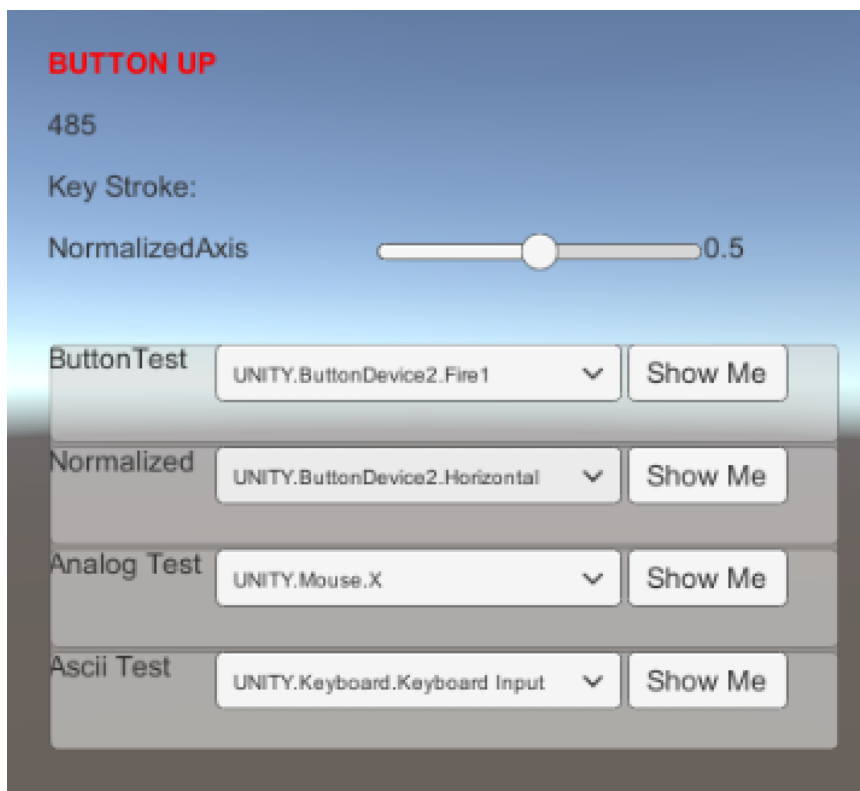 BUTTON UP
485
Key Stroke:
NormalizedAxis 0.5
ButtonTest UNITY.ButtonDevice2.Fire1 Show Me
Normalized UNITY.ButtonDevice2.Horizontal Show Me
Analog Test UNITY.Mouse.X Show Me
Ascii Test UNITY.Keyboard.Keyboard Input Show Me